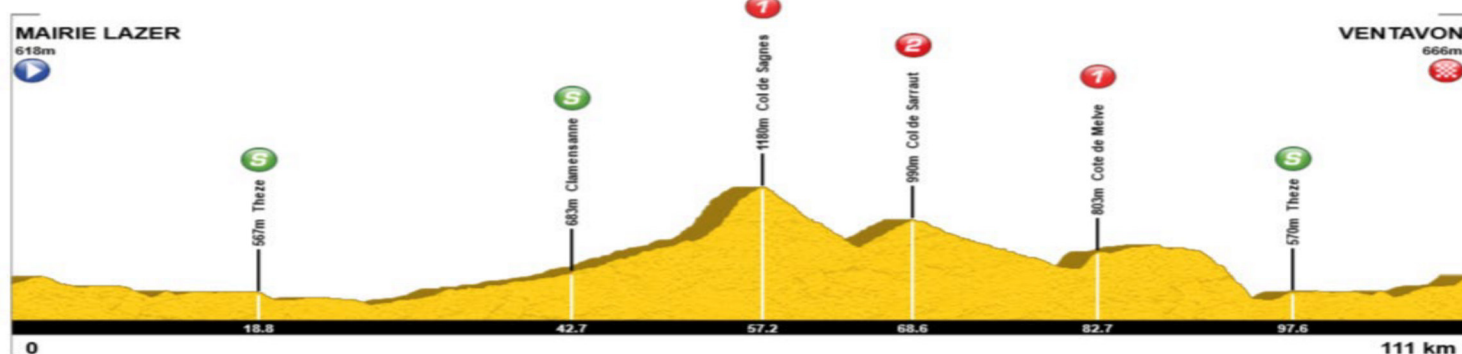 MAIRIE LAZER
618m
S
567m Theze
S
683m Clamensanne
1
1180m Col de Sagnes
2
990m Col de Sarraut
1
803m Cote de Melve
S
570m Theze
VENTAVON
666m
18.8
42.7
57.2
68.6
82.7
97.6
0
111 km